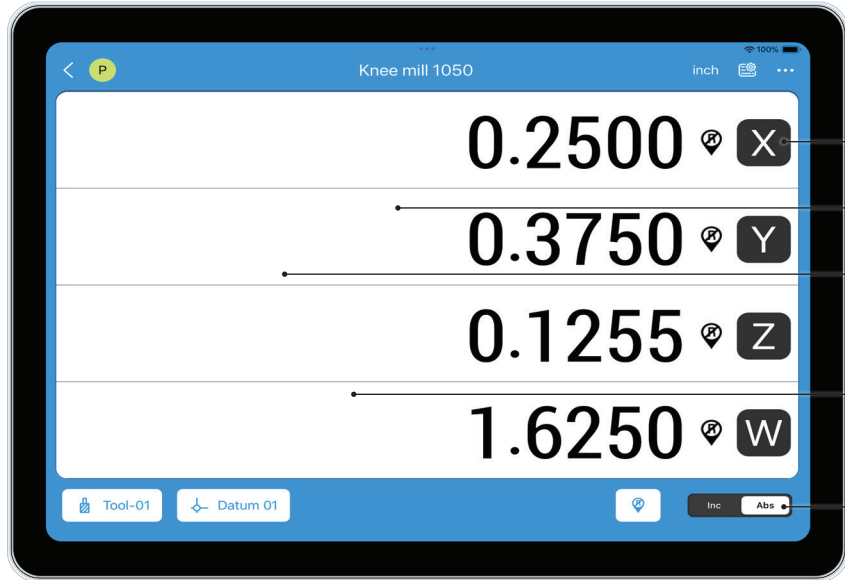 100%
P Knee mill 1050 inch
0.2500 X
0.3750 Y
0.1255 Z
1.6250 W
Tool-01 Datum 01 Inc Abs